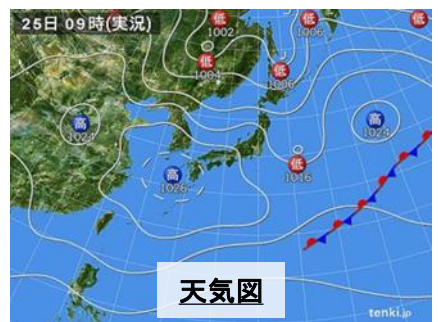 25日 09時(実況)
低
1002
低
1006
低
低
1004
低
1006
高
1024
高
1024
高
1026
低
1016
天気図
tenki.jp